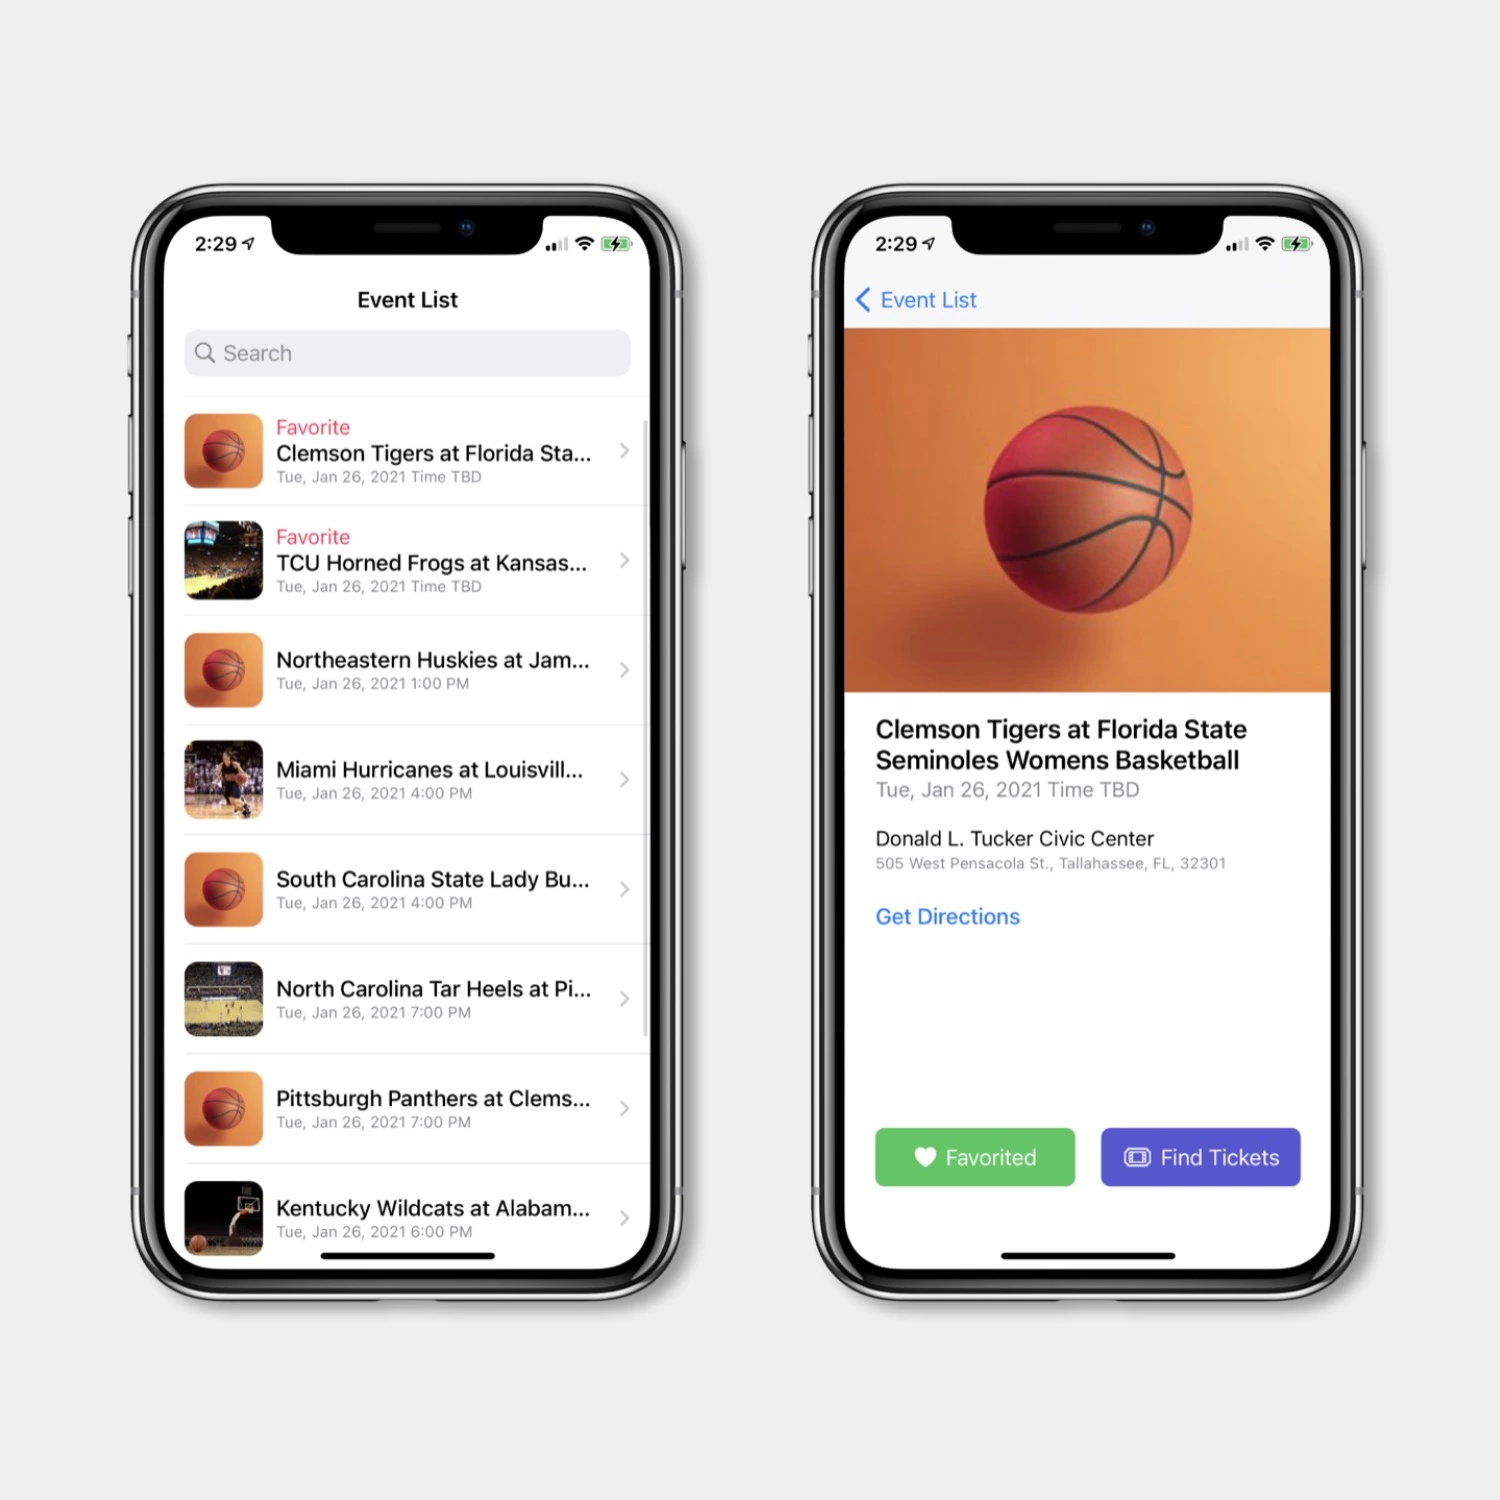 2:29
Event List
Search
Favorite
Clemson Tigers at Florida Sta...
Tue, Jan 26, 2021 Time TBD
Favorite
TCU Horned Frogs at Kansas...
Tue, Jan 26, 2021 Time TBD
Northeastern Huskies at Jam...
Tue, Jan 26, 2021 1:00 PM
Miami Hurricanes at Louisvill...
Tue, Jan 26, 2021 4:00 PM
South Carolina State Lady Bu...
Tue, Jan 26, 2021 4:00 PM
North Carolina Tar Heels at Pi...
Tue, Jan 26, 2021 7:00 PM
Pittsburgh Panthers at Clems...
Tue, Jan 26, 2021 7:00 PM
Kentucky Wildcats at Alabam...
Tue, Jan 26, 2021 6:00 PM
2:29
Event List
Clemson Tigers at Florida State
Seminoles Womens Basketball
Tue, Jan 26, 2021 Time TBD
Donald L. Tucker Civic Center
505 West Pensacola St., Tallahassee, FL, 32301
Get Directions
Favorited
Find Tickets